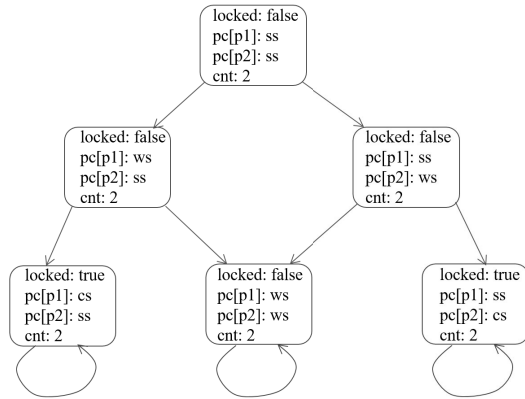 locked: false
pc[p1]: ss
pc[p2]: ss
cnt: 2
locked: false
pc[p1]: ws
pc[p2]: ss
cnt: 2
locked: false
pc[p1]: ss
pc[p2]: ws
cnt: 2
locked: true
pc[p1]: cs
pc[p2]: ss
cnt: 2
locked: false
pc[p1]: ws
pc[p2]: ws
cnt: 2
locked: true
pc[p1]: ss
pc[p2]: cs
cnt: 2